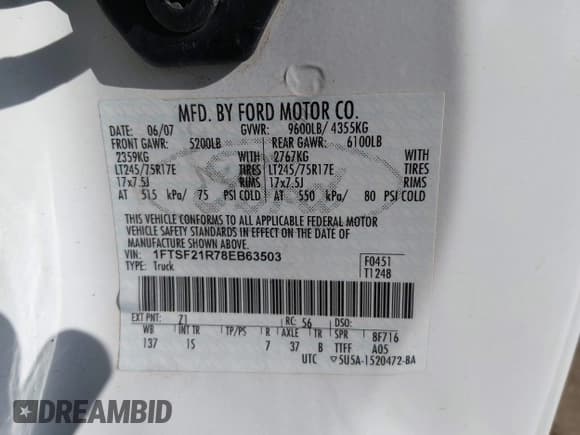 MFD. BY FORD MOTOR CO.
DATE: 06/07 GVWR: 9600LB/ 4355KG
FRONT GAWR: 5200LB REAR GAWR: 6100LB
2359KG WITH 2767KG WITH
LT245/75R17E TIRES LT245/75R17E TIRES
17x7.5J RIMS 17x7.5J RIMS
AT 515 kPa/ 75 PSI COLD AT 550 kPa/ 80 PSI COLD
THIS VEHICLE CONFORMS TO ALL APPLICABLE FEDERAL MOTOR
VEHICLE SAFETY STANDARDS IN EFFECT ON THE DATE OF
MANUFACTURE SHOWN ABOVE.
VIN: 1FTSF21R78EB63503 F0451
TYPE: Truck T1248
EXT PNT: Z1 RC: 56 DSO:
WB INT TR TP/PS R AXLE TR SPR 8F716
137 1S 7 37 B TTFF A05
UTC ▽5U5A-1520472-BA
DREAMBID